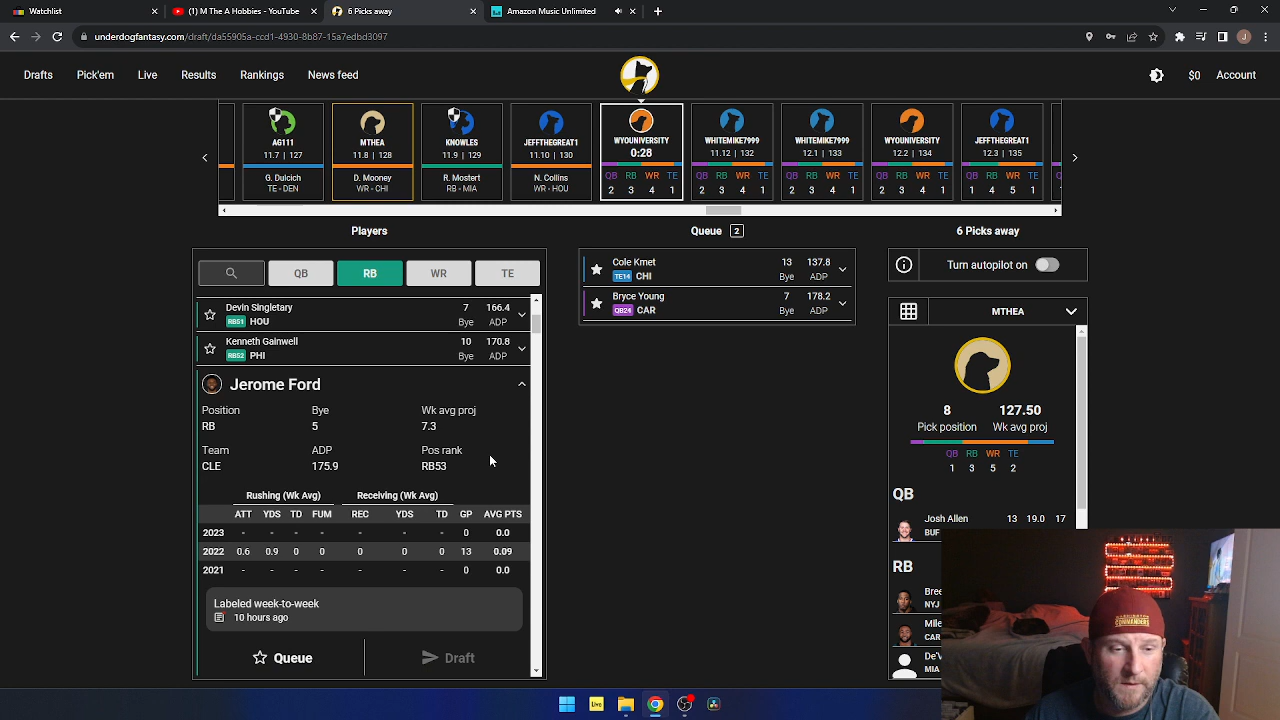 Watchlist
(1) M The A Hobbies - YouTube
6 Picks away
Amazon Music Unlimited
underdogfantasy.com/draft/da55905a-ccd1-4930-8b87-15a7edbd3097
J
Drafts
Pick'em
Live
Results
Rankings
News feed
$0
Account
AG111
11.7 | 127
G. Dulcich
TE - DEN
MTHEA
11.8 | 128
D. Mooney
WR - CHI
KNOWLES
11.9 | 129
R. Mostert
RB - MIA
JEFFTHEGREAT1
11.10 | 130
N. Collins
WR - HOU
WYOUNIVERSITY
0:28
QB RB WR TE
2 3 4 1
WHITEMIKE7999
11.12 | 132
QB RB WR TE
2 3 4 1
WHITEMIKE7999
12.1 | 133
QB RB WR TE
2 3 4 1
WYOUNIVERSITY
12.2 | 134
QB RB WR TE
2 3 4 1
JEFFTHEGREAT1
12.3 | 135
QB RB WR TE
1 4 5 1
Players
QB RB WR TE
Devin Singletary 7 166.4
RB51 HOU Bye ADP
Kenneth Gainwell 10 170.8
RB52 PHI Bye ADP
Jerome Ford
Position Bye Wk avg proj
RB 5 7.3
Team ADP Pos rank
CLE 175.9 RB53
Rushing (Wk Avg) Receiving (Wk Avg)
ATT YDS TD FUM REC YDS TD GP AVG PTS
2023 - - - - - - - 0 0.0
2022 0.6 0.9 0 0 0 0 0 13 0.09
2021 - - - - - - - 0 0.0
Labeled week-to-week
10 hours ago
Queue
Draft
Queue 2
Cole Kmet 13 137.8
TE14 CHI Bye ADP
Bryce Young 7 178.2
QB24 CAR Bye ADP
6 Picks away
Turn autopilot on
MTHEA
8 127.50
Pick position Wk avg proj
QB RB WR TE
1 3 5 2
QB
Josh Allen 13 19.0 17
BUF
RB
Bree
NYJ
Mile
CAR
De'V
MIA
Live
WASHINGTON
COMMANDERS